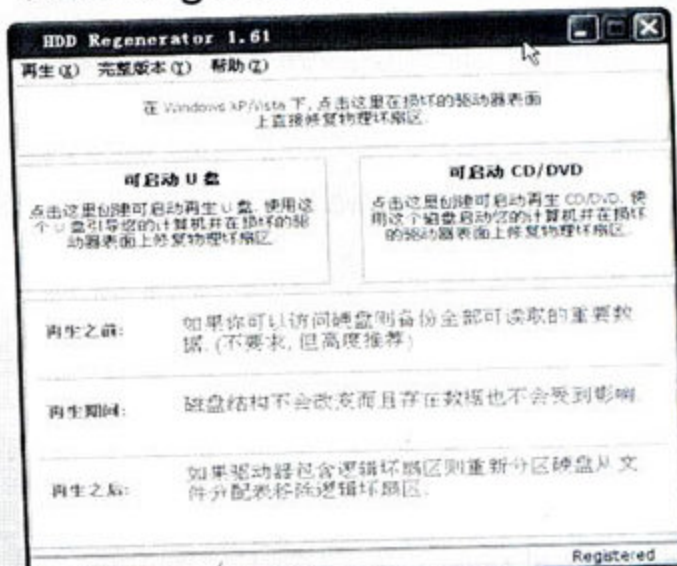 HDD Regenerator 1.61
再生(X) 完整版本(Y) 帮助(Z)
在 Windows XP/Vista 下, 点击这里在损坏的驱动器表面
上直接修复物理坏扇区.
可启动 U 盘
点击这里创建可启动再生 U 盘. 使用这
个 U 盘引导您的计算机并在损坏的驱
动器表面上修复物理坏扇区.
可启动 CD/DVD
点击这里创建可启动再生 CD/DVD. 使
用这个磁盘启动您的计算机并在损坏
的驱动器表面上修复物理坏扇区.
再生之前:
如果你可以访问硬盘则备份全部可读取的重要数
据. (不要求, 但高度推荐)
再生期间:
磁盘结构不会改变而且存在数据也不会受到影响.
再生之后:
如果驱动器包含逻辑坏扇区则重新分区硬盘从文
件分配表移除逻辑坏扇区.
Registered